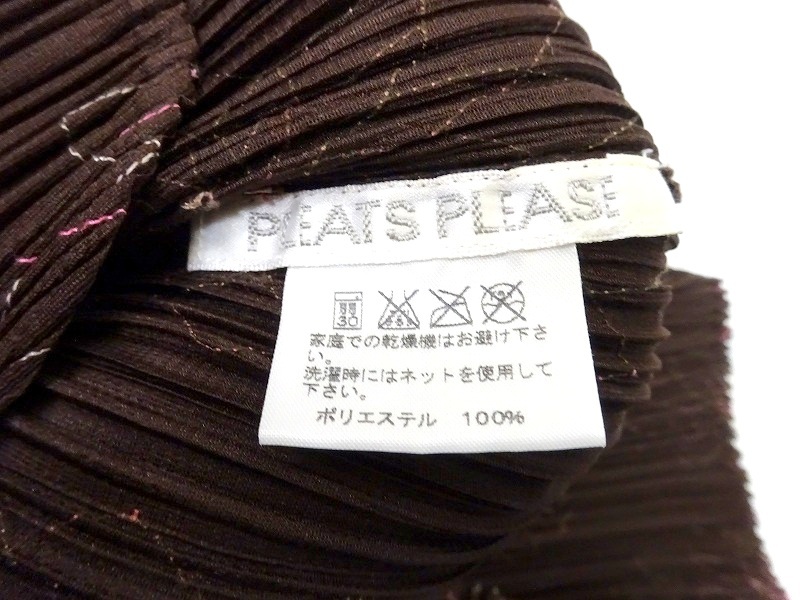 PLEATS PLEASE
30
家庭での乾燥機はお避け下さ
い。
洗濯時にはネットを使用して
下さい。
ポリエステル 100%